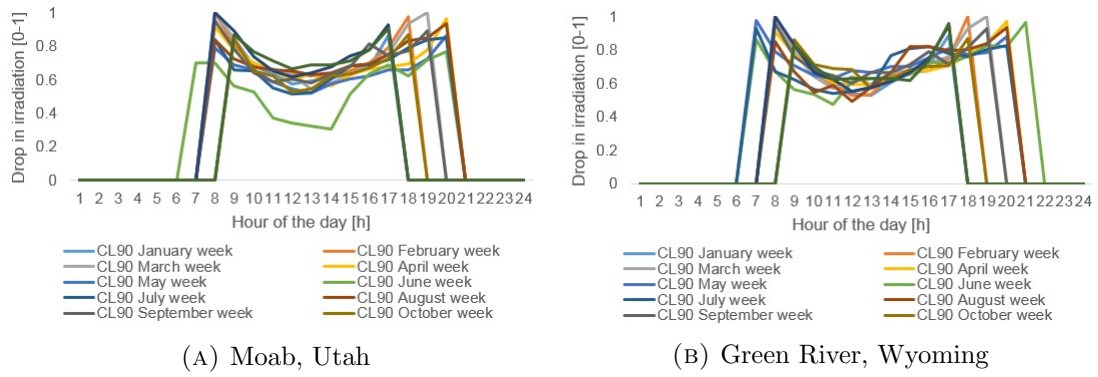 Drop in irradiation [0-1]
1
0.8
0.6
0.4
0.2
0
1 2 3 4 5 6 7 8 9 10 11 12 13 14 15 16 17 18 19 20 21 22 23 24
Hour of the day [h]
CL90 January week CL90 February week
CL90 March week CL90 April week
CL90 May week CL90 June week
CL90 July week CL90 August week
CL90 September week CL90 October week
(A) Moab, Utah
Drop in irradiation [0-1]
1
0.8
0.6
0.4
0.2
0
1 2 3 4 5 6 7 8 9 10 11 12 13 14 15 16 17 18 19 20 21 22 23 24
Hour of the day [h]
CL90 January week CL90 February week
CL90 March week CL90 April week
CL90 May week CL90 June week
CL90 July week CL90 August week
CL90 September week CL90 October week
(B) Green River, Wyoming